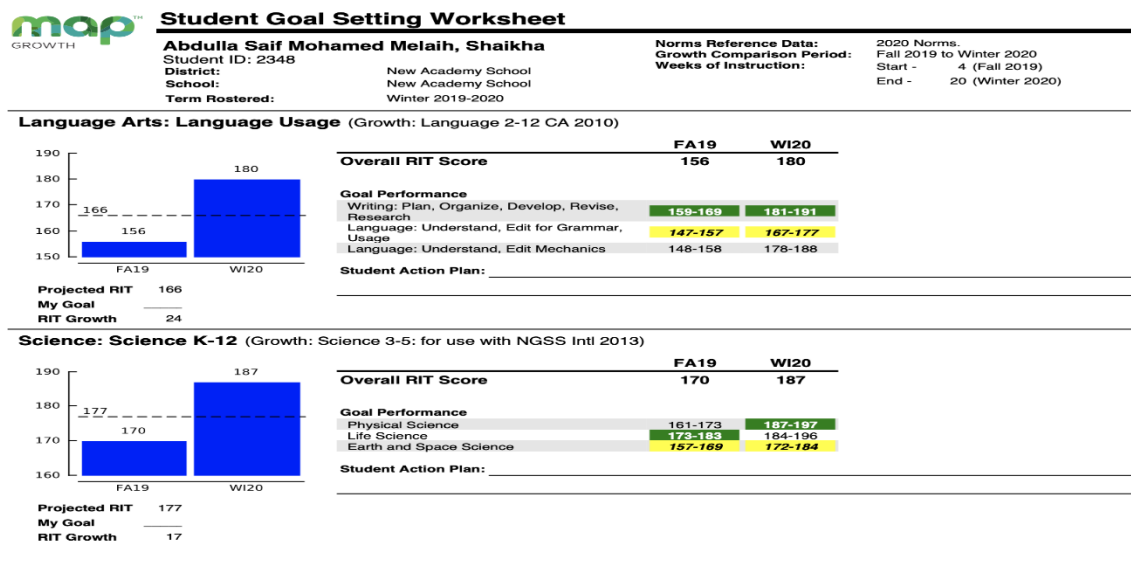 map™
GROWTH
Student Goal Setting Worksheet
Abdulla Saif Mohamed Melaih, Shaikha
Student ID: 2348
District: New Academy School
School: New Academy School
Term Rostered: Winter 2019-2020
Norms Reference Data: 2020 Norms.
Growth Comparison Period: Fall 2019 to Winter 2020
Weeks of Instruction: Start - 4 (Fall 2019)
End - 20 (Winter 2020)
Language Arts: Language Usage (Growth: Language 2-12 CA 2010)
190
180
170
160
150
166
156
180
FA19 WI20
Projected RIT 166
My Goal
RIT Growth 24
FA19 WI20
Overall RIT Score 156 180
Goal Performance
Writing: Plan, Organize, Develop, Revise,
Research 159-169 181-191
Language: Understand, Edit for Grammar,
Usage 147-157 167-177
Language: Understand, Edit Mechanics 148-158 178-188
Student Action Plan:
Science: Science K-12 (Growth: Science 3-5: for use with NGSS Intl 2013)
190
180
170
160
177
170
187
FA19 WI20
Projected RIT 177
My Goal
RIT Growth 17
FA19 WI20
Overall RIT Score 170 187
Goal Performance
Physical Science 161-173 187-197
Life Science 173-183 184-196
Earth and Space Science 157-169 172-184
Student Action Plan: